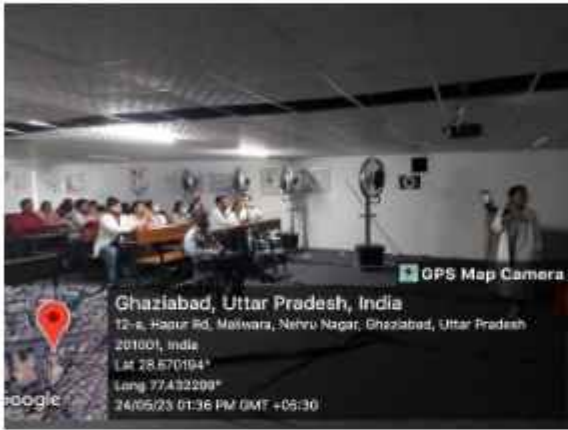 GPS Map Camera
Ghaziabad, Uttar Pradesh, India
12-a, Hapur Rd, Maliwara, Nehru Nagar, Ghaziabad, Uttar Pradesh
201001, India
Lat 28.670194°
Long 77.432299°
24/05/23 01:36 PM GMT +05:30
Google